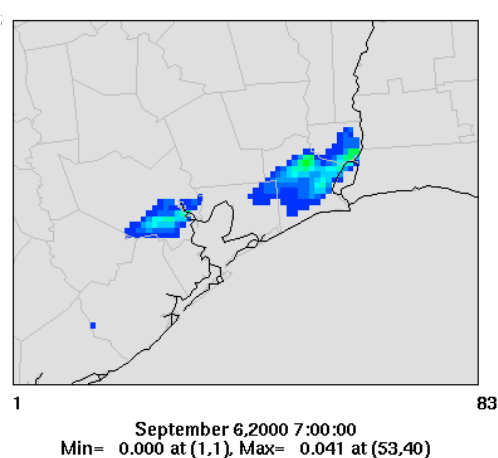 1 83
September 6,2000 7:00:00
Min= 0.000 at (1,1), Max= 0.041 at (53,40)